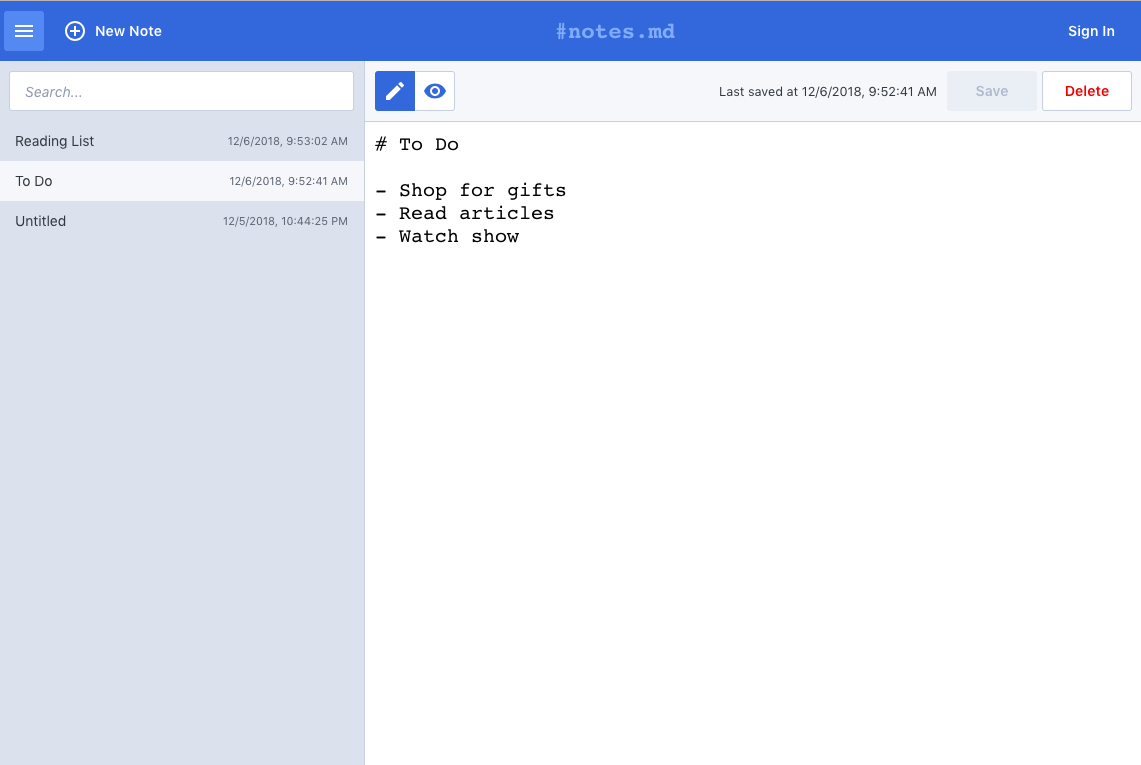 New Note
#notes.md
Sign In
Search...
Last saved at 12/6/2018, 9:52:41 AM
Save
Delete
Reading List 12/6/2018, 9:53:02 AM
To Do 12/6/2018, 9:52:41 AM
Untitled 12/5/2018, 10:44:25 PM
# To Do
- Shop for gifts
- Read articles
- Watch show